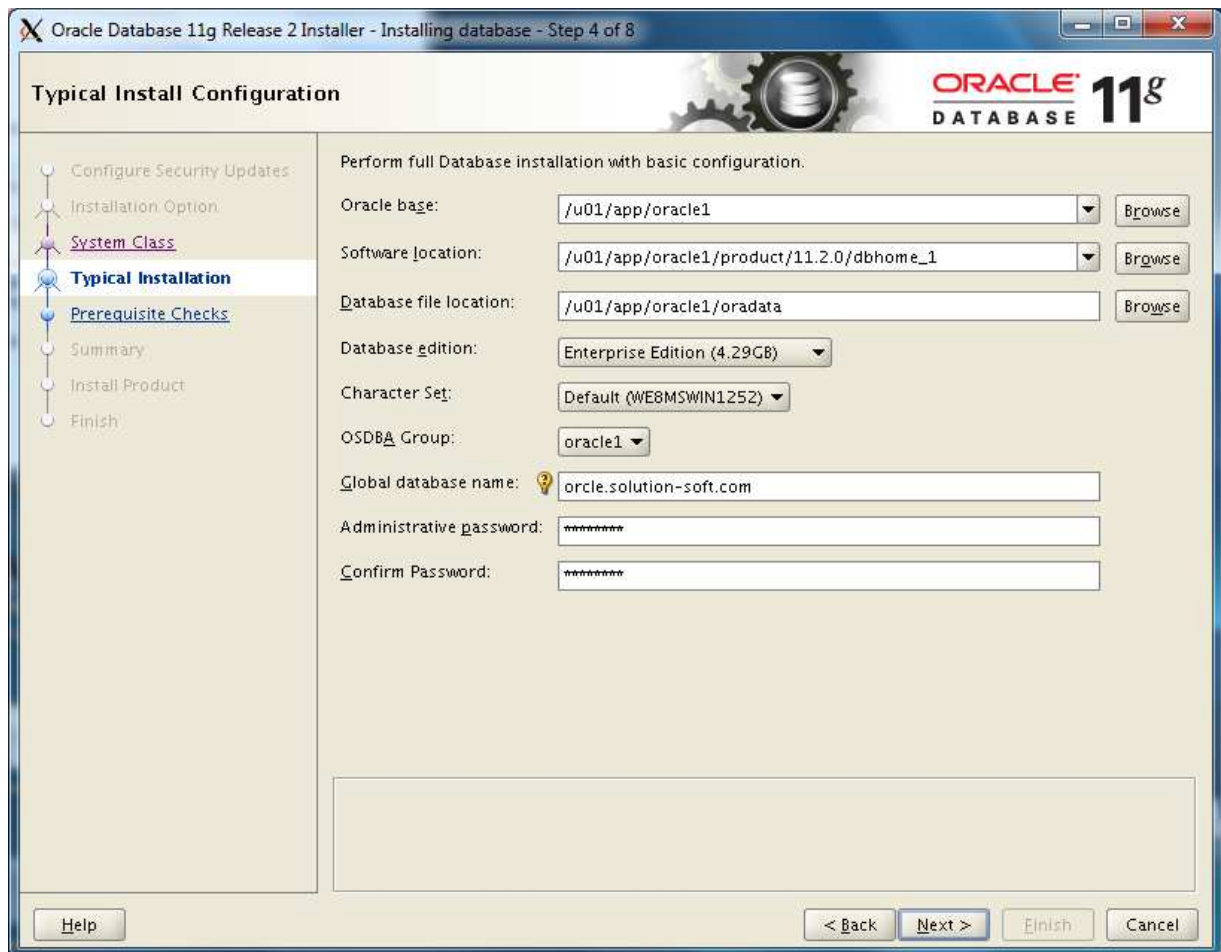 Oracle Database 11g Release 2 Installer - Installing database - Step 4 of 8
Typical Install Configuration
ORACLE
DATABASE
11g
Configure Security Updates
Installation Option
System Class
Typical Installation
Prerequisite Checks
Summary
Install Product
Finish
Perform full Database installation with basic configuration.
Oracle base: /u01/app/oracle1 Browse
Software location: /u01/app/oracle1/product/11.2.0/dbhome_1 Browse
Database file location: /u01/app/oracle1/oradata Browse
Database edition: Enterprise Edition (4.29GB)
Character Set: Default (WE8MSWIN1252)
OSDBA Group: oracle1
Global database name: orcle.solution-soft.com
Administrative password: ********
Confirm Password: ********
Help < Back Next > Finish Cancel